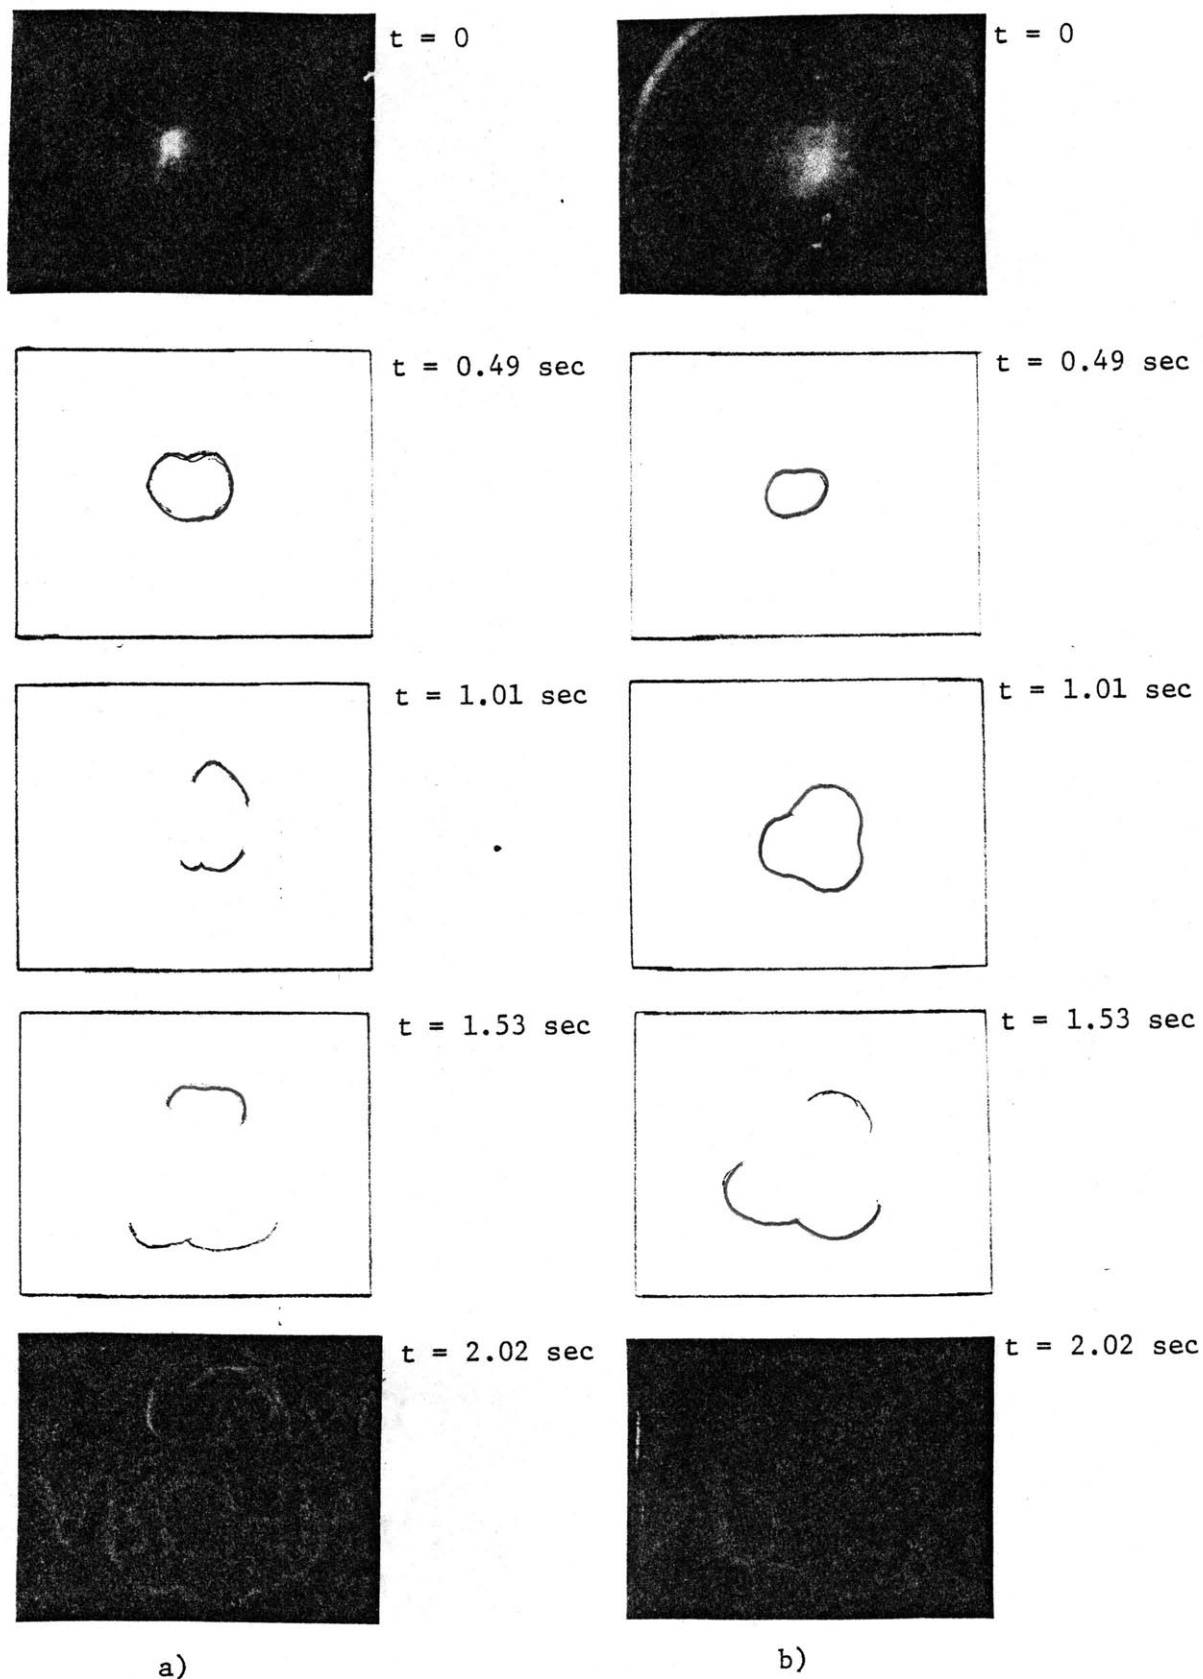 t = 0
t = 0
t = 0.49 sec
t = 0.49 sec
t = 1.01 sec
t = 1.01 sec
t = 1.53 sec
t = 1.53 sec
t = 2.02 sec
t = 2.02 sec
a)
b)